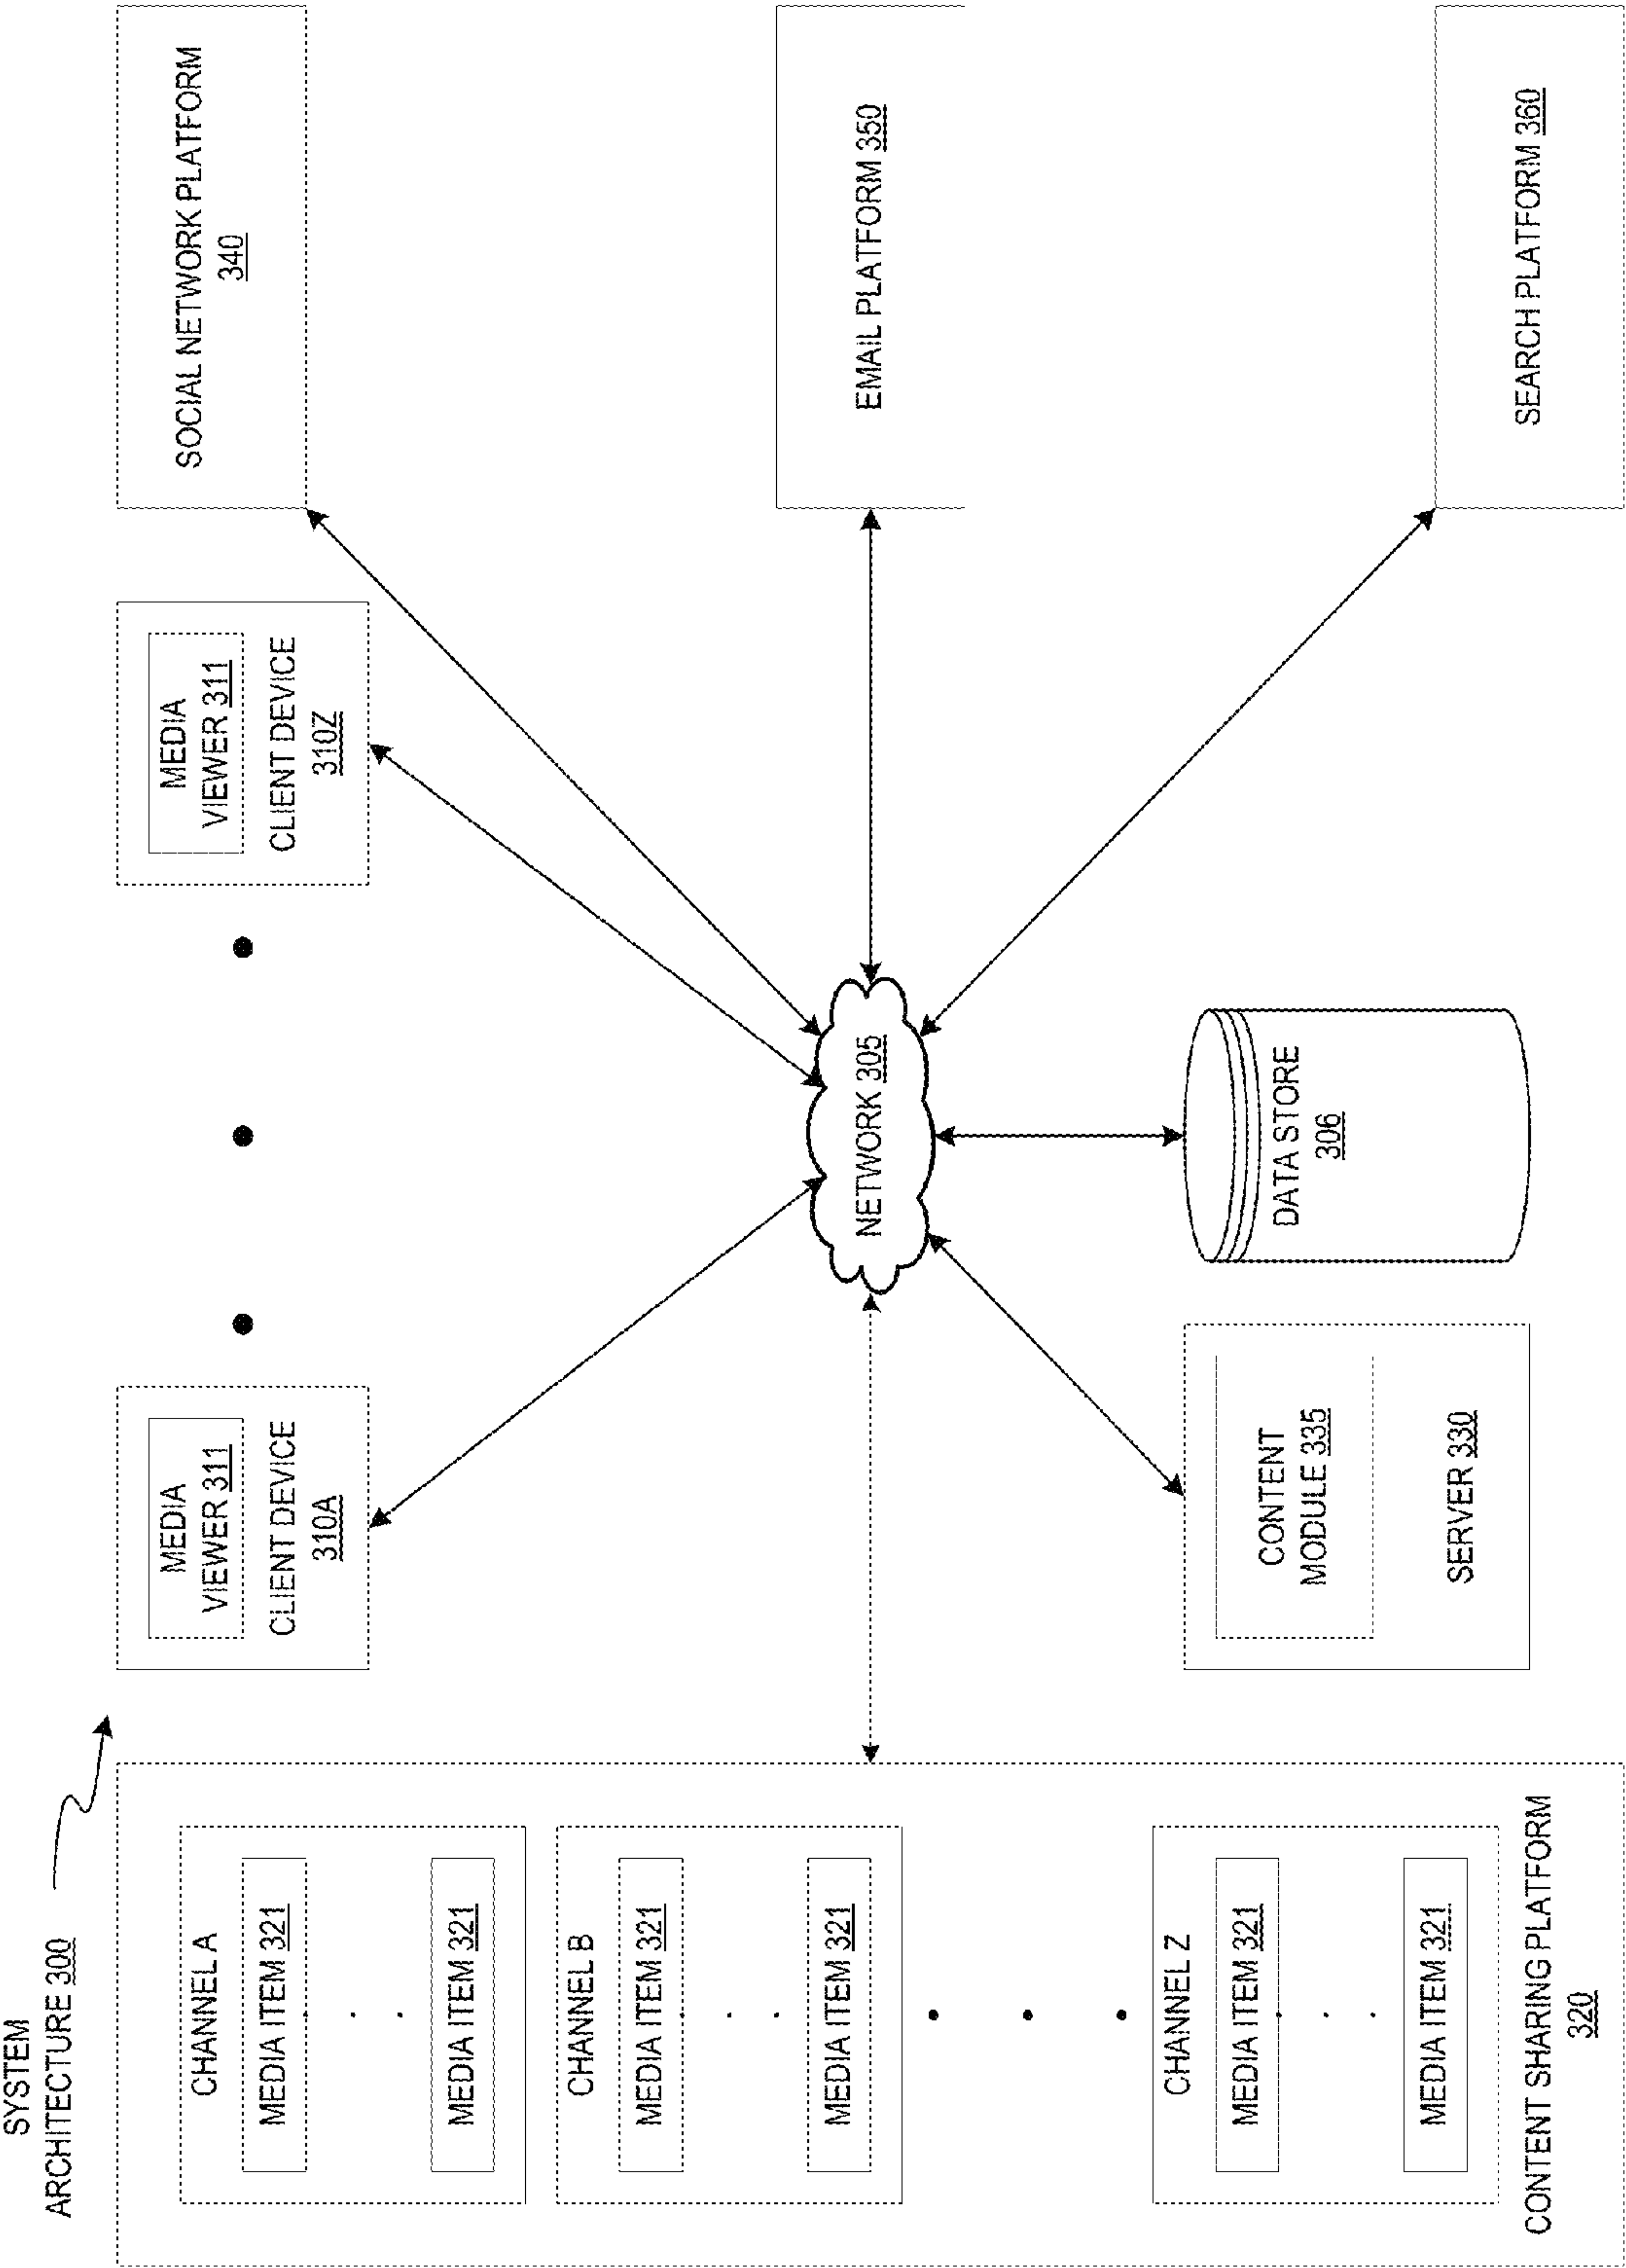 SYSTEM
ARCHITECTURE 300
CHANNEL A
MEDIA ITEM 321
MEDIA ITEM 321
CHANNEL B
MEDIA ITEM 321
MEDIA ITEM 321
CHANNEL Z
MEDIA ITEM 321
MEDIA ITEM 321
CONTENT SHARING PLATFORM
320
MEDIA
VIEWER 311
CLIENT DEVICE
310A
MEDIA
VIEWER 311
CLIENT DEVICE
310Z
NETWORK 305
CONTENT
MODULE 335
SERVER 330
DATA STORE
306
SOCIAL NETWORK PLATFORM
340
EMAIL PLATFORM 350
SEARCH PLATFORM 360